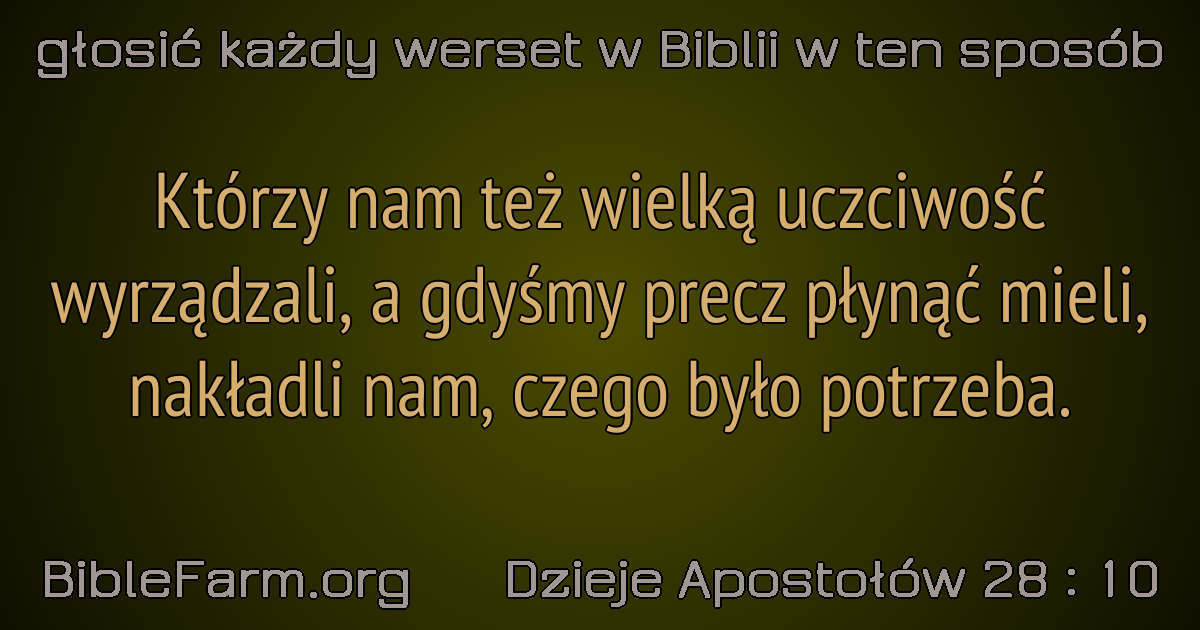 głosić każdy werset w Biblii w ten sposób
Którzy nam też wielką uczciwość
wyrządzali, a gdyśmy precz płynąć mieli,
nakładli nam, czego było potrzeba.
BibleFarm.org Dzieje Apostołów 28 : 10